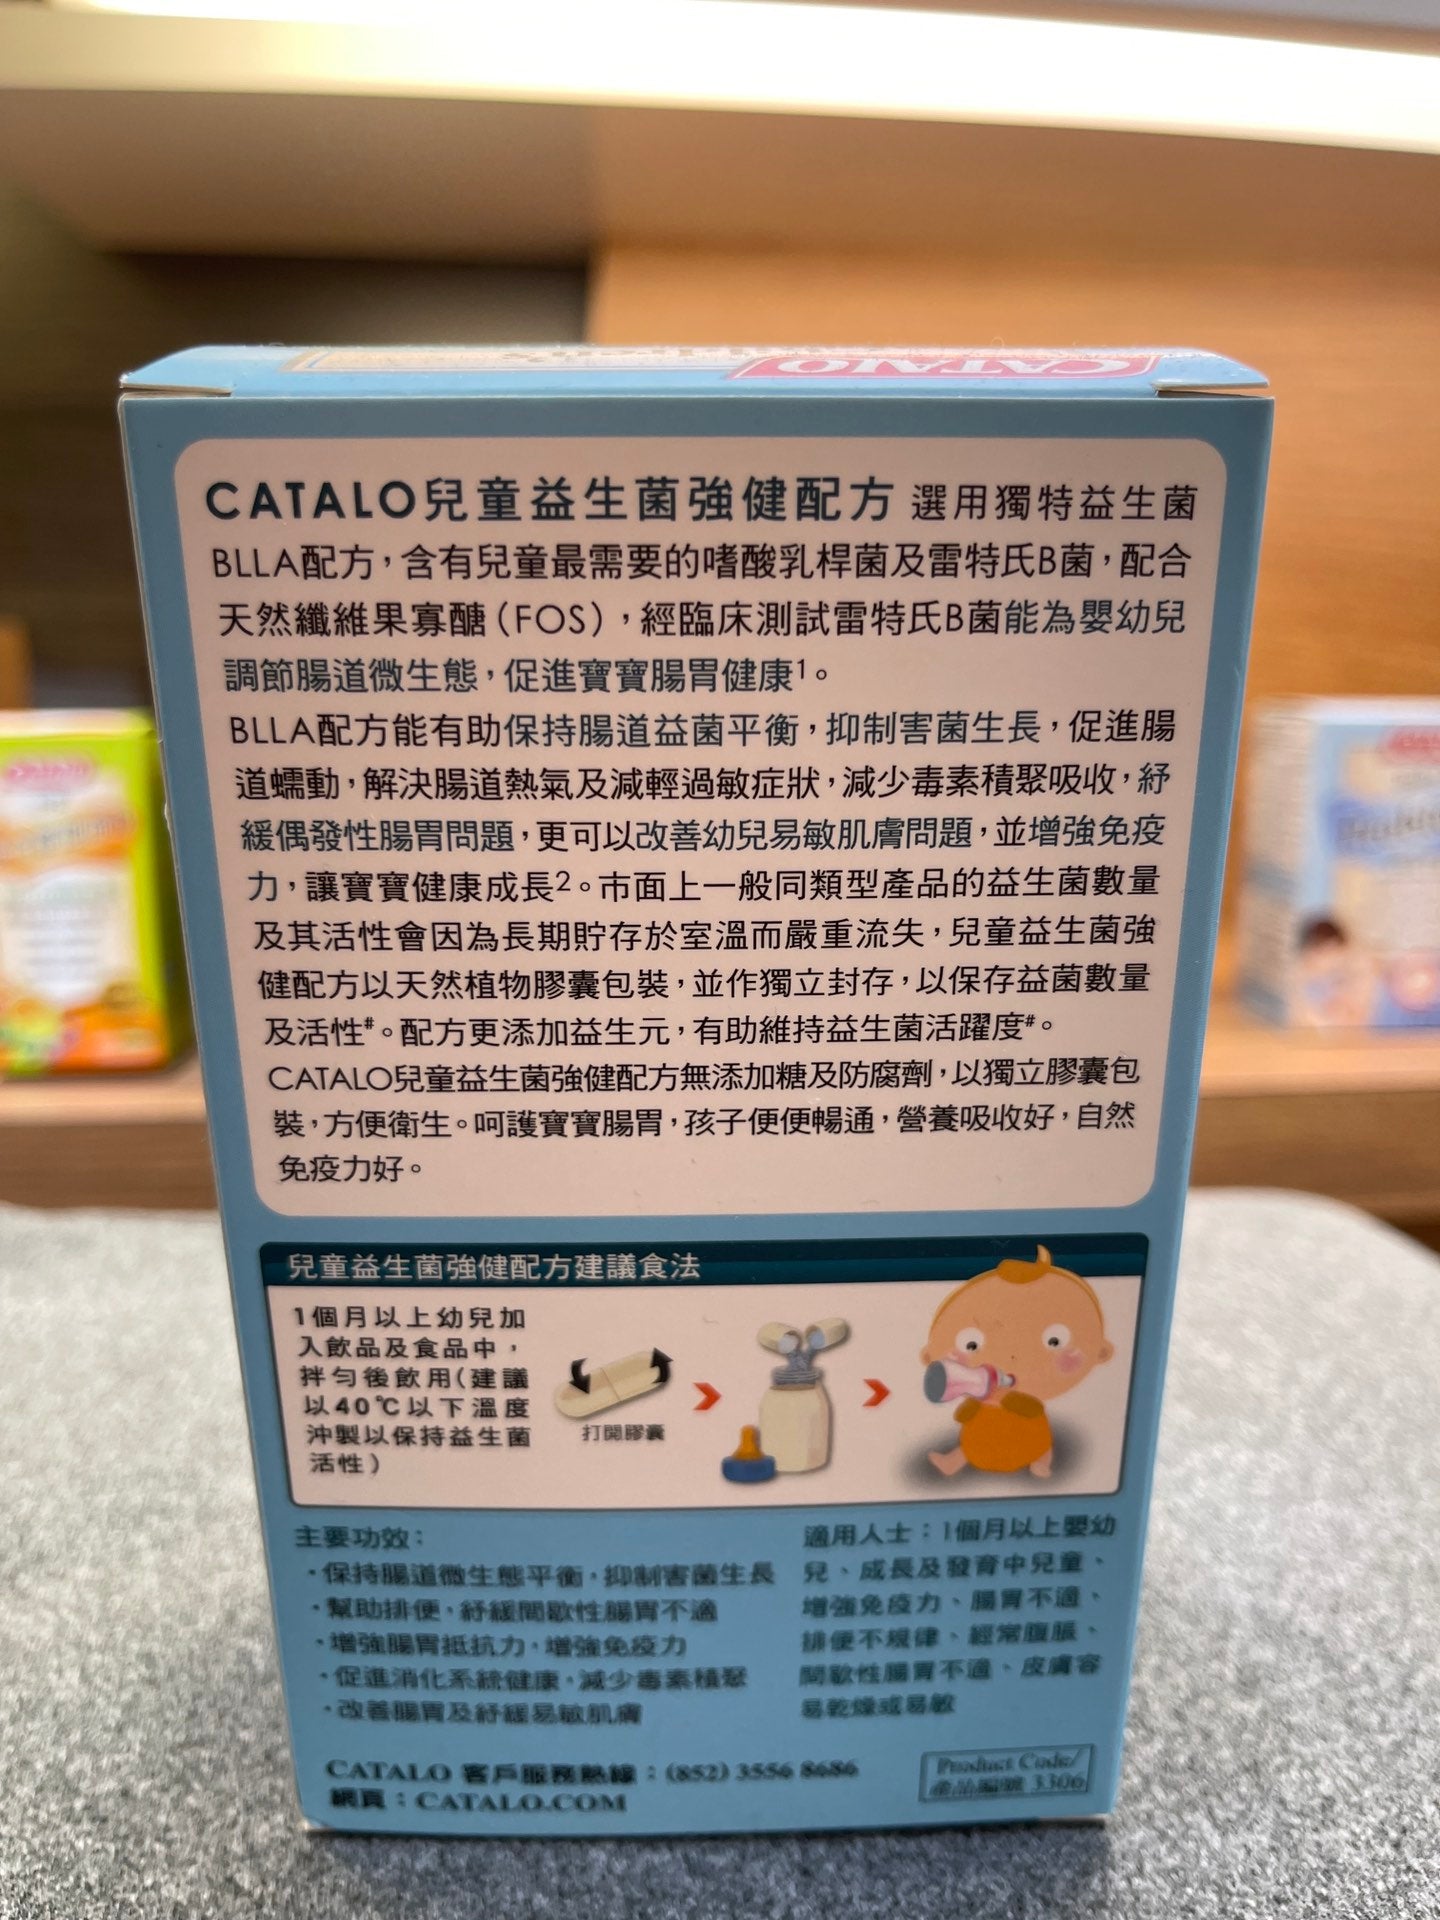 CATALO
CATALO兒童益生菌強健配方 選用獨特益生菌
BLLA配方，含有兒童最需要的嗜酸乳桿菌及雷特氏B菌，配合
天然纖維果寡醣（FOS），經臨床測試雷特氏B菌能為嬰幼兒
調節腸道微生態，促進寶寶腸胃健康¹。
BLLA配方能有助保持腸道益菌平衡，抑制害菌生長，促進腸
道蠕動，解決腸道熱氣及減輕過敏症狀，減少毒素積聚吸收，紓
緩偶發性腸胃問題，更可以改善幼兒易敏肌膚問題，並增強免疫
力，讓寶寶健康成長²。市面上一般同類型產品的益生菌數量
及其活性會因為長期貯存於室溫而嚴重流失，兒童益生菌強
健配方以天然植物膠囊包裝，並作獨立封存，以保存益菌數量
及活性#。配方更添加益生元，有助維持益生菌活躍度#。
CATALO兒童益生菌強健配方無添加糖及防腐劑，以獨立膠囊包
裝，方便衛生。呵護寶寶腸胃，孩子便便暢通，營養吸收好，自然
免疫力好。
兒童益生菌強健配方建議食法
1個月以上幼兒加
入飲品及食品中，
拌勻後飲用(建議
以40℃以下溫度
沖製以保持益生菌
活性)
打開膠囊
主要功效：
·保持腸道微生態平衡，抑制害菌生長
·幫助排便，紓緩間歇性腸胃不適
·增強腸胃抵抗力，增強免疫力
·促進消化系統健康，減少毒素積聚
·改善腸胃及紓緩易敏肌膚
適用人士：1個月以上嬰幼
兒、成長及發育中兒童、
增強免疫力、腸胃不適、
排便不規律、經常腹脹、
間歇性腸胃不適、皮膚容
易乾燥或易敏
CATALO 客戶服務熱線：(852) 3556 8686
網頁：CATALO.COM
Product Code/
產品編號 3306